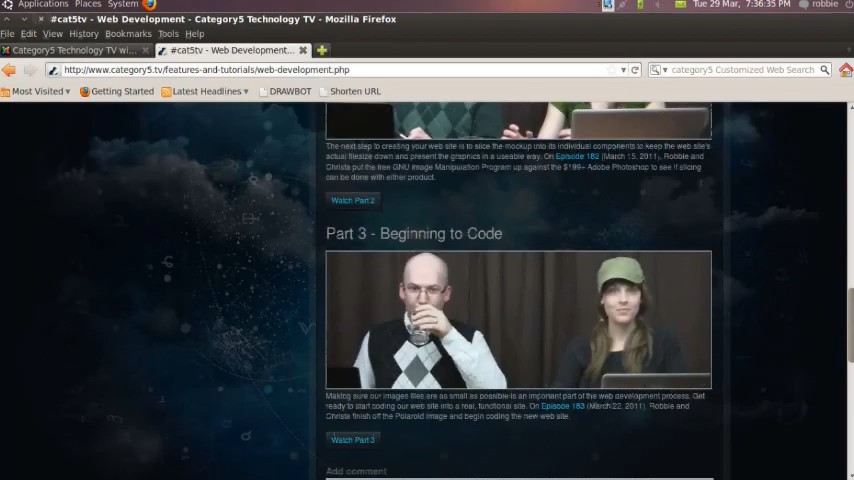 Applications Places System
Tue 29 Mar, 7:36:35 PM
robbie
#cat5tv - Web Development - Category5 Technology TV - Mozilla Firefox
File Edit View History Bookmarks Tools Help
Category5 Technology TV wi...
#cat5tv - Web Development...
http://www.category5.tv/features-and-tutorials/web-development.php
category5 Customized Web Search
Most Visited
Getting Started
Latest Headlines
DRAWBOT
Shorten URL
The next step to creating your web site is to slice the mockup into its individual components to keep the web site's
actual filesize down and present the graphics in a useable way. On Episode 182 (March 15, 2011), Robbie and
Christa put the free GNU Image Manipulation Program up against the $199+ Adobe Photoshop to see if slicing
can be done with either product.
Watch Part 2
Part 3 - Beginning to Code
Making sure our images files are as small as possible is an important part of the web development process. Get
ready to start coding our web site into a real, functional site. On Episode 183 (March 22, 2011), Robbie and
Christa finish off the Polaroid image and begin coding the new web site.
Watch Part 3
Add comment